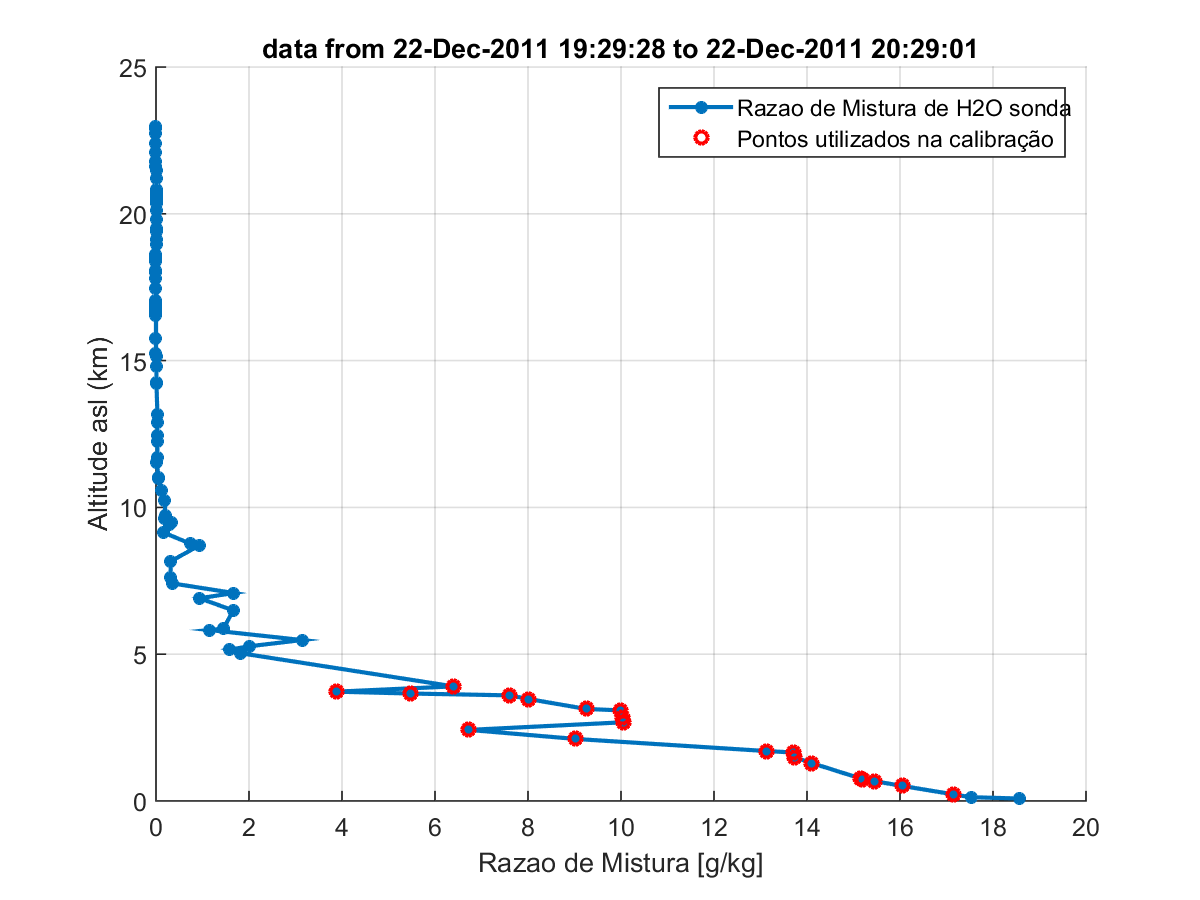 data from 22-Dec-2011 19:29:28 to 22-Dec-2011 20:29:01
Razao de Mistura de H2O sonda
Pontos utilizados na calibração
25
20
15
10
5
0
Altitude asl (km)
0 2 4 6 8 10 12 14 16 18 20
Razao de Mistura [g/kg]